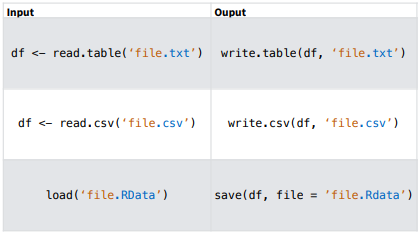 Input Ouput
df <- read.table(‘file.txt’) write.table(df, ‘file.txt’)
df <- read.csv(‘file.csv’) write.csv(df, ‘file.csv’)
load(‘file.RData’) save(df, file = ’file.Rdata’)